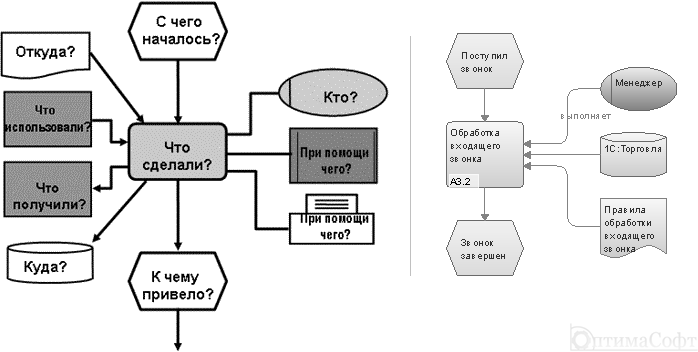 С чего
началось?
Откуда?
Что
использовали?
Кто?
Что
сделали?
При помощи
чего?
Что
получили?
При помощи
чего?
Куда?
К чему
привело?
Поступил
звонок
Менеджер
выполняет
Обработка
входящего
звонка
А3.2
1С:Торговля
Правила
обработки
входящего
звонка
Звонок
завершен
ОптимаСофт